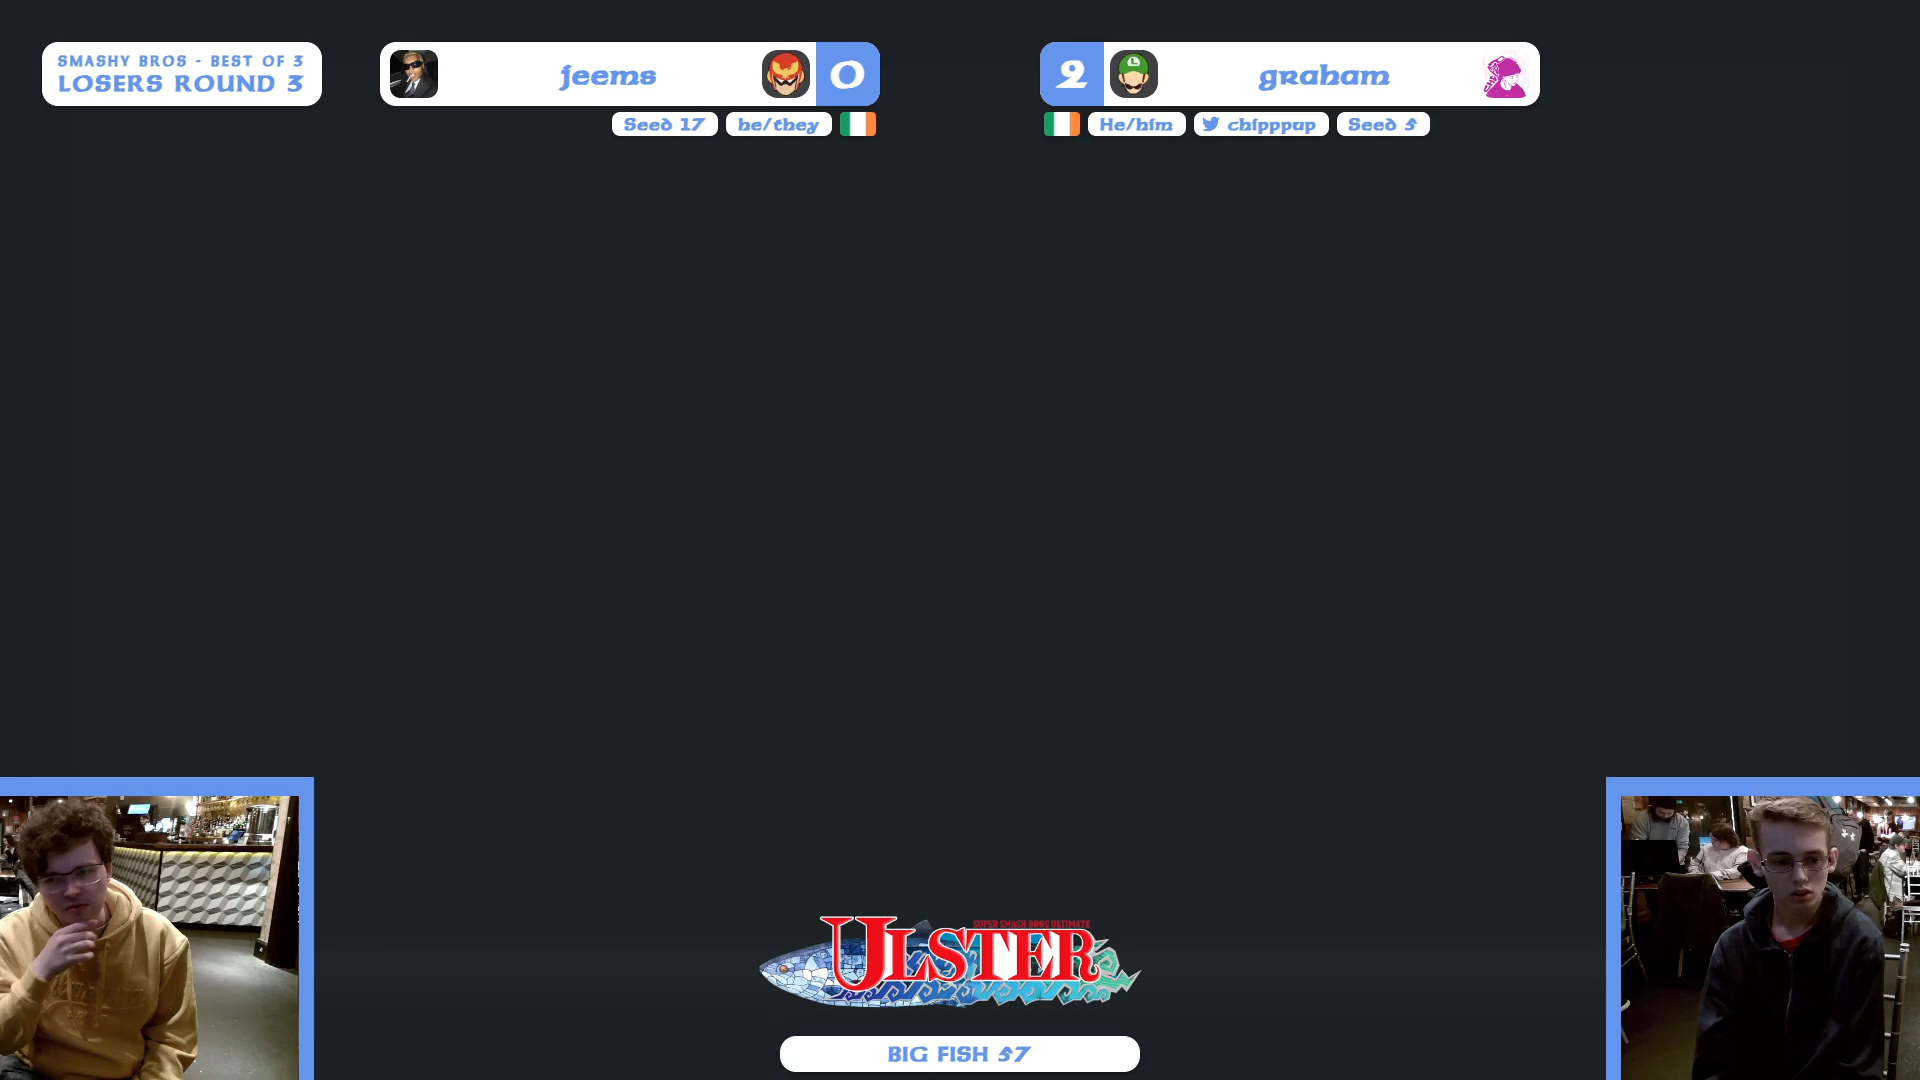 SMASHY BROS - BEST OF 3
LOSERS ROUND 3
jeems
0
2
graham
Seed 17
he/they
He/him
chipppup
Seed 5
SUPER SMASH BROS ULTIMATE
ULSTER
BIG FISH 57